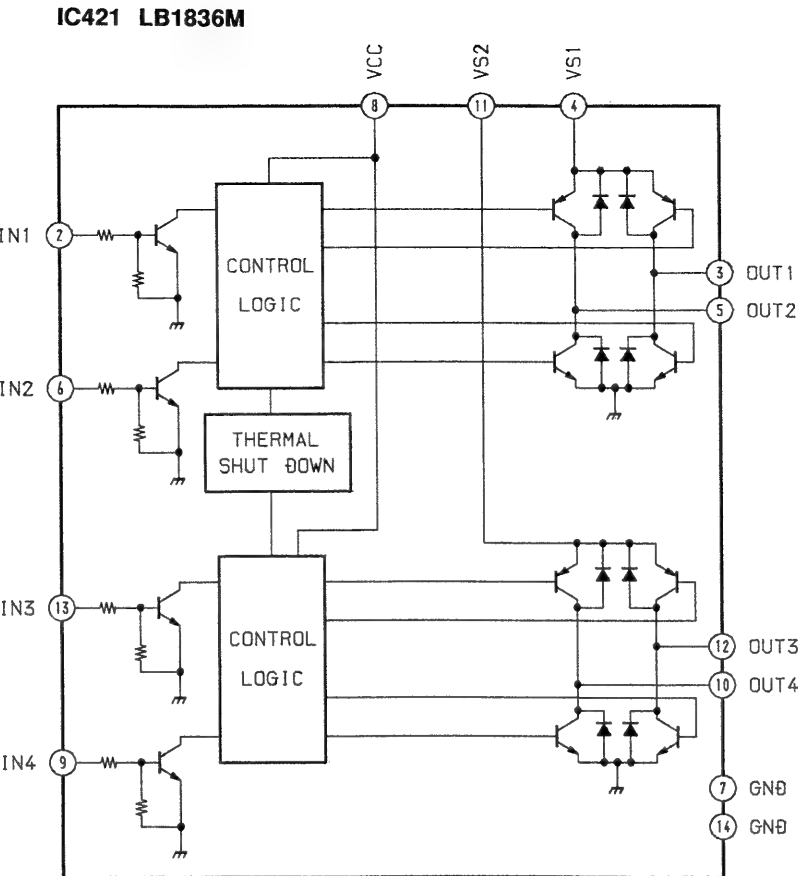 IC421 LB1836M
VCC
VS2
VS1
8
11
4
IN1
2
CONTROL
LOGIC
3
OUT1
5
OUT2
IN2
6
THERMAL
SHUT DOWN
IN3
13
CONTROL
LOGIC
12
OUT3
10
OUT4
IN4
9
7
GND
14
GND